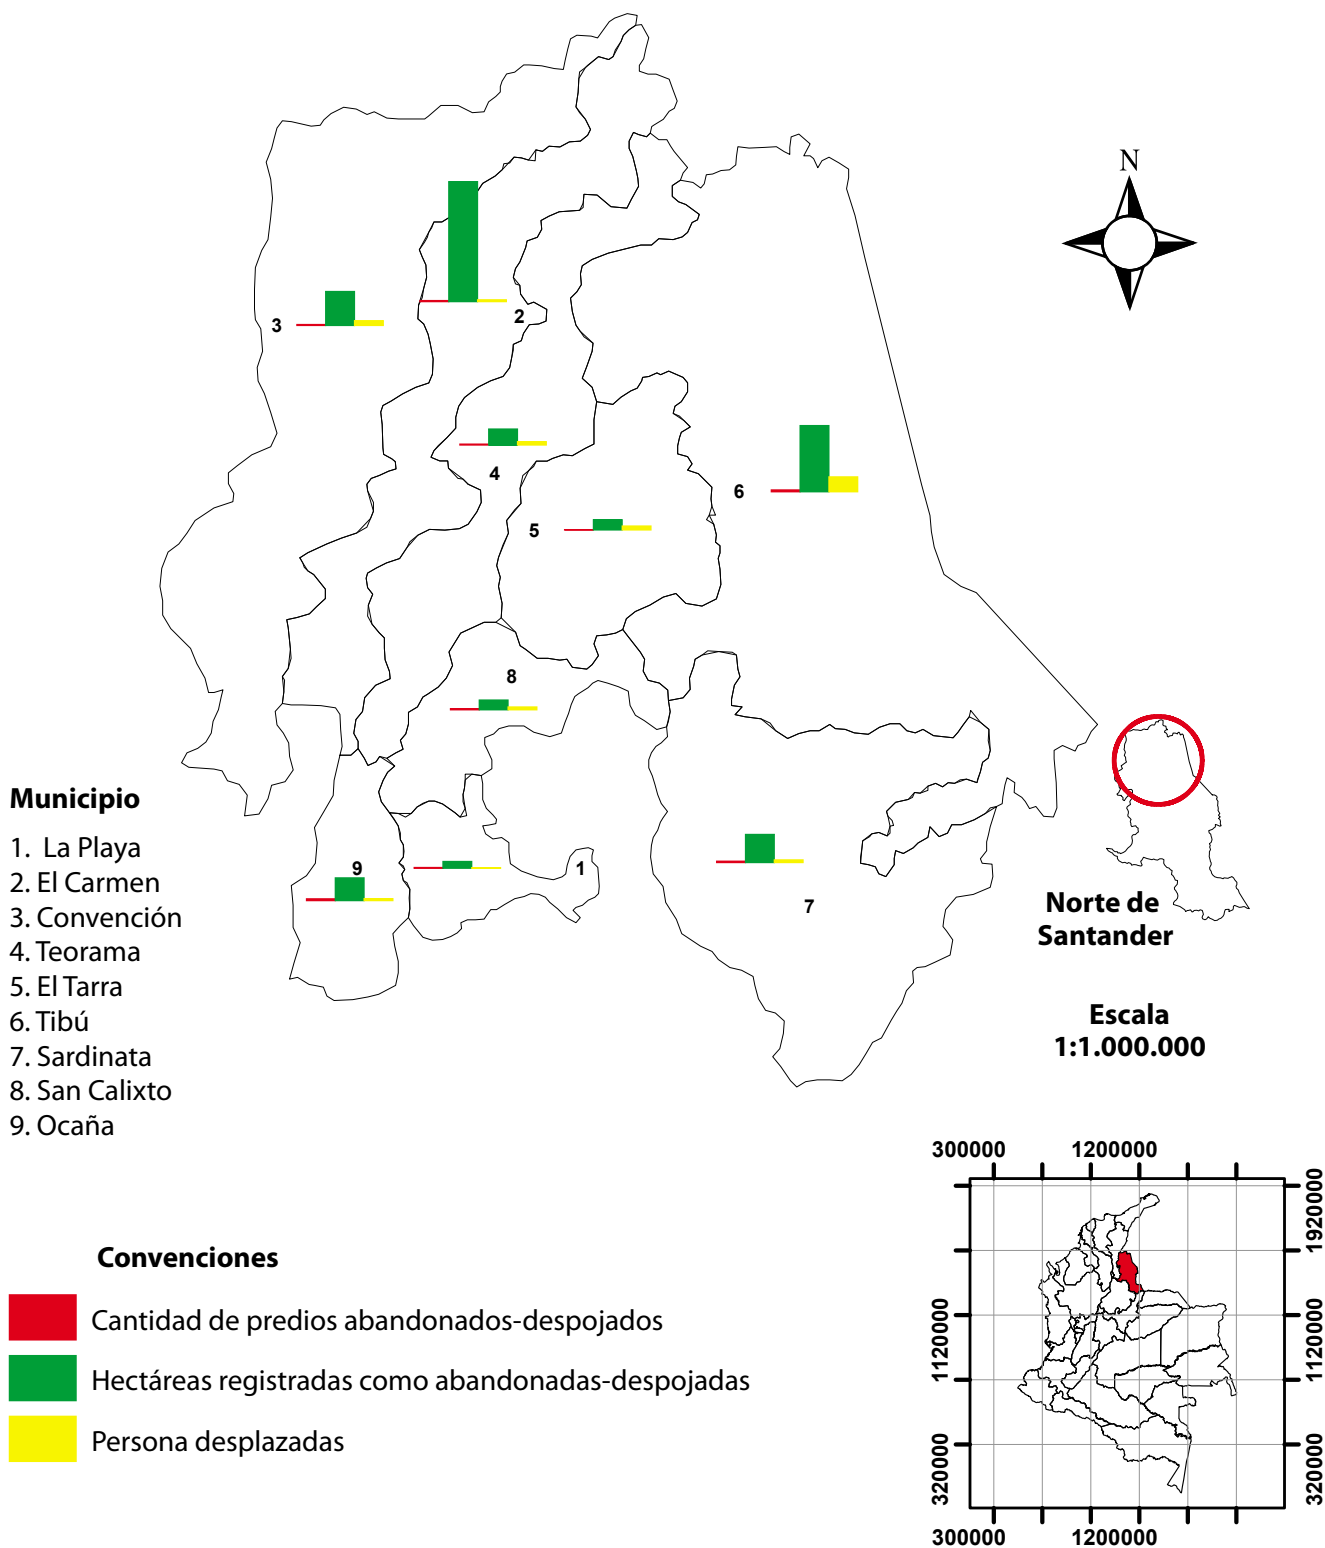 N
3
2
4
5
6
8
9
1
7
Municipio
1. La Playa
2. El Carmen
3. Convención
4. Teorama
5. El Tarra
6. Tibú
7. Sardinata
8. San Calixto
9. Ocaña
Norte de
Santander
Escala
1:1.000.000
Convenciones
Cantidad de predios abandonados-despojados
Hectáreas registradas como abandonadas-despojadas
Persona desplazadas
300000 1200000
1920000
1120000 1120000
320000 320000
300000 1200000